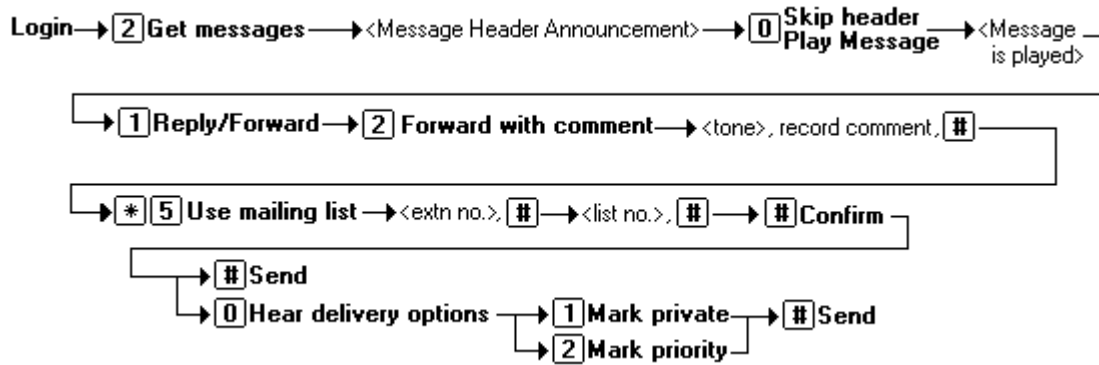 Login 2 Get messages <Message Header Announcement> 0 Skip header <Message
Play Message is played>
1 Reply/Forward 2 Forward with comment <tone>, record comment, #
* 5 Use mailing list <extn no.>, # <list no.>, # # Confirm
# Send
0 Hear delivery options 1 Mark private # Send
2 Mark priority